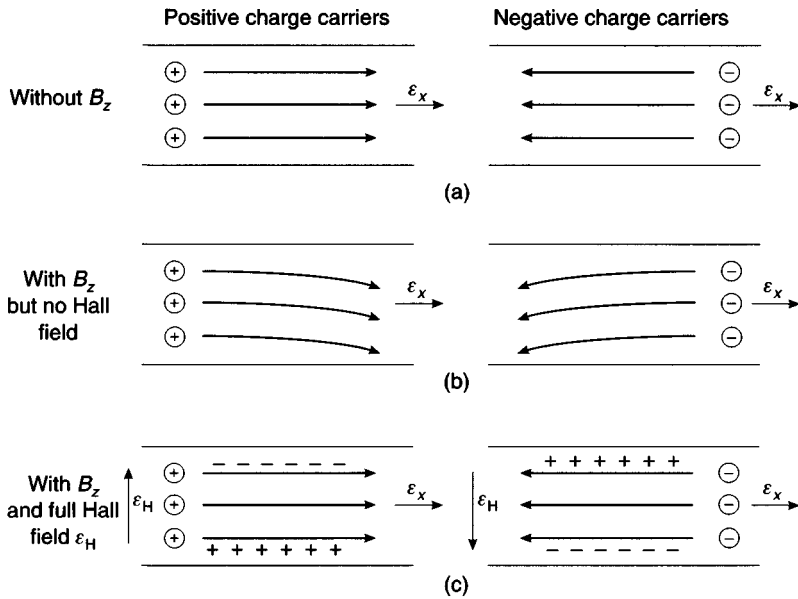 Positive charge carriers
Negative charge carriers
Without B_z
+
+
+
ε_x
−
−
−
ε_x
(a)
With B_z
but no Hall
field
+
+
+
ε_x
−
−
−
ε_x
(b)
With B_z
and full Hall
field ε_H
ε_H
+
+
+
− − − − − −
+ + + + + +
ε_x
ε_H
+ + + + + +
− − − − − −
−
−
−
ε_x
(c)